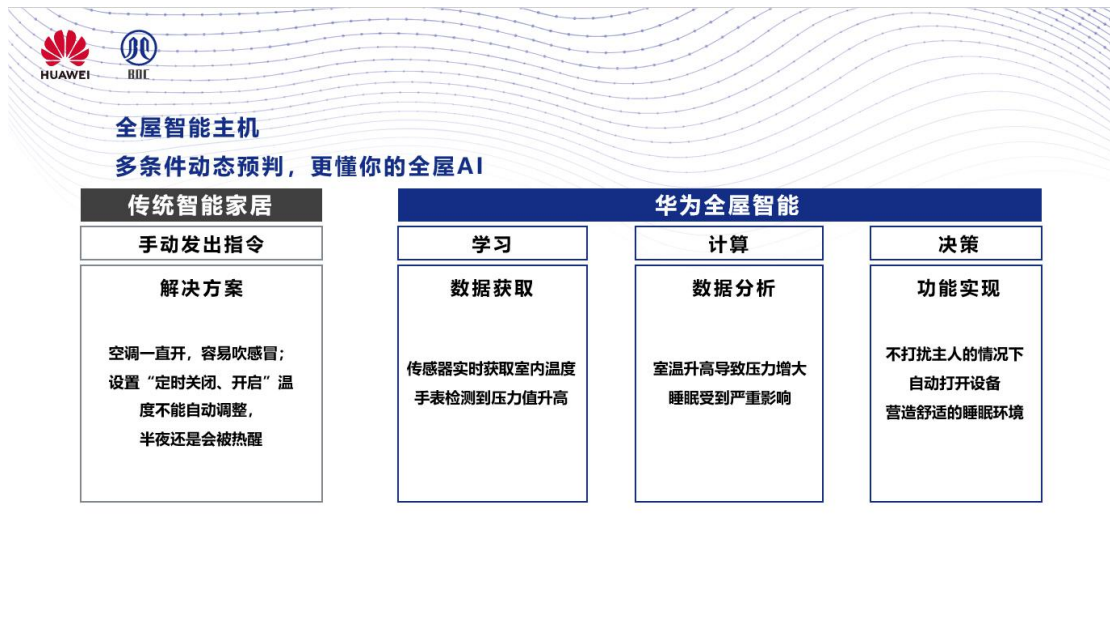 HUAWEI
BDC
全屋智能主机
多条件动态预判，更懂你的全屋AI
传统智能家居
手动发出指令
解决方案
空调一直开，容易吹感冒；
设置“定时关闭、开启”温
度不能自动调整，
半夜还是会被热醒
华为全屋智能
学习
数据获取
传感器实时获取室内温度
手表检测到压力值升高
计算
数据分析
室温升高导致压力增大
睡眠受到严重影响
决策
功能实现
不打扰主人的情况下
自动打开设备
营造舒适的睡眠环境